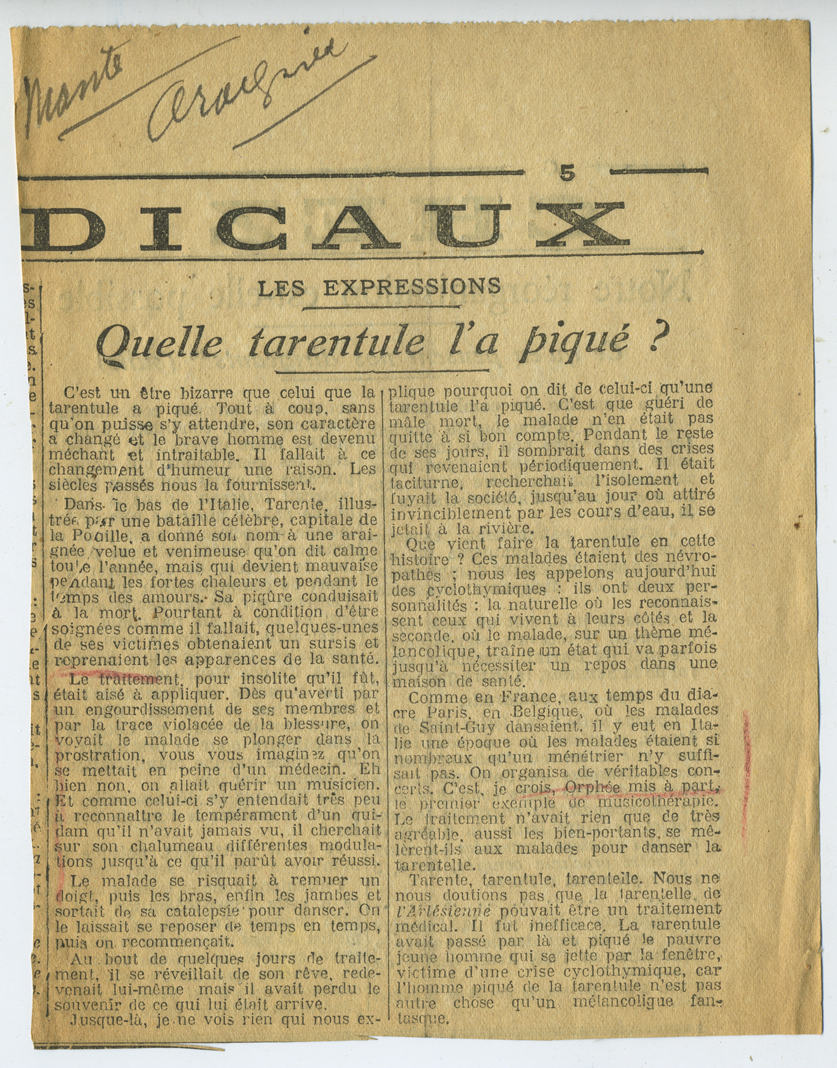 Mante
Araignée
5
DICAUX
LES EXPRESSIONS
Quelle tarentule l'a piqué ?
C'est un être bizarre que celui que la
tarentule a piqué. Tout à coup, sans
qu'on puisse s'y attendre, son caractère
a changé et le brave homme est devenu
méchant et intraitable. Il fallait à ce
changement d'humeur une raison. Les
siècles passés nous la fournissent.
Dans le bas de l'Italie, Tarente, illus-
trée par une bataille célèbre, capitale de
la Pouille, a donné son nom à une arai-
gnée velue et venimeuse qu'on dit calme
toute l'année, mais qui devient mauvaise
pendant les fortes chaleurs et pendant le
temps des amours. Sa piqûre conduisait
à la mort. Pourtant à condition d'être
soignées comme il fallait, quelques-unes
de ses victimes obtenaient un sursis et
reprenaient les apparences de la santé.
Le traitement, pour insolite qu'il fût,
était aisé à appliquer. Dès qu'averti par
un engourdissement de ses membres et
par la trace violacée de la blessure, on
voyait le malade se plonger dans la
prostration, vous vous imaginez qu'on
se mettait en peine d'un médecin. Eh
bien non, on allait quérir un musicien.
Et comme celui-ci s'y entendait très peu
à reconnaître le tempérament d'un qui-
dam qu'il n'avait jamais vu, il cherchait
sur son chalumeau différentes modula-
tions jusqu'à ce qu'il parût avoir réussi.
Le malade se risquait à remuer un
doigt, puis les bras, enfin les jambes et
sortait de sa catalepsie pour danser. On
le laissait se reposer de temps en temps,
puis on recommençait.
Au bout de quelques jours de traite-
ment, il se réveillait de son rêve, rede-
venait lui-même mais il avait perdu le
souvenir de ce qui lui était arrivé.
Jusque-là, je ne vois rien qui nous ex-
plique pourquoi on dit de celui-ci qu'une
tarentule l'a piqué. C'est que guéri de
mâle mort, le malade n'en était pas
quitte à si bon compte. Pendant le reste
de ses jours, il sombrait dans des crises
qui revenaient périodiquement. Il était
taciturne, recherchait l'isolement et
fuyait la société, jusqu'au jour où attiré
invinciblement par les cours d'eau, il se
jetait à la rivière.
Que vient faire la tarentule en cette
histoire ? Ces malades étaient des névro-
pathes ; nous les appelons aujourd'hui
des cyclothymiques : ils ont deux per-
sonnalités : la naturelle où les reconnais-
sent ceux qui vivent à leurs côtés et la
seconde, où le malade, sur un thème mé-
lancolique, traîne un état qui va parfois
jusqu'à nécessiter un repos dans une
maison de santé.
Comme en France, aux temps du dia-
cre Paris, en Belgique, où les malades
de Saint-Guy dansaient, il y eut en Ita-
lie une époque où les malades étaient si
nombreux qu'un ménétrier n'y suffi-
sait pas. On organisa de véritables con-
certs. C'est, je crois, Orphée mis à part,
le premier exemple de musicothérapie.
Le traitement n'avait rien que de très
agréable, aussi les bien-portants se mê-
lèrent-ils aux malades pour danser la
tarentelle.
Tarente, tarentule, tarentelle. Nous ne
nous doutions pas que la tarentelle de
l'Arlésienne pouvait être un traitement
médical. Il fut inefficace. La tarentule
avait passé par là et piqué le pauvre
jeune homme qui se jette par la fenêtre,
victime d'une crise cyclothymique, car
l'homme piqué de la tarentule n'est pas
autre chose qu'un mélancolique fan-
tasque.